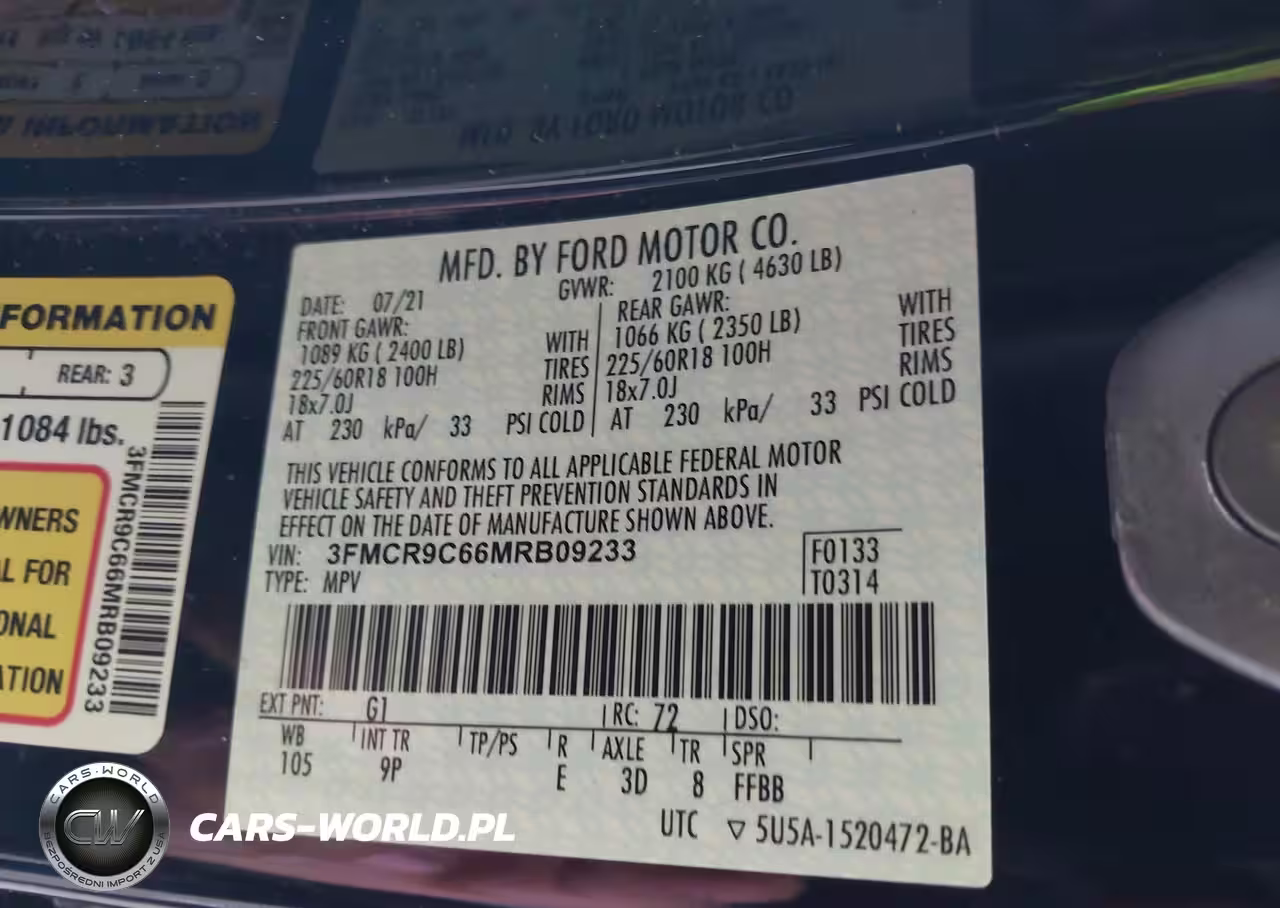 FORMATION
REAR: 3
1084 lbs.
WNERS
L FOR
ONAL
ATION
3FMCR9C66MRB09233
MFD. BY FORD MOTOR CO.
DATE: 07/21 GVWR: 2100 KG ( 4630 LB)
FRONT GAWR: REAR GAWR:
1089 KG ( 2400 LB) WITH 1066 KG ( 2350 LB) WITH
225/60R18 100H TIRES 225/60R18 100H TIRES
18x7.0J RIMS 18x7.0J RIMS
AT 230 kPa/ 33 PSI COLD AT 230 kPa/ 33 PSI COLD
THIS VEHICLE CONFORMS TO ALL APPLICABLE FEDERAL MOTOR
VEHICLE SAFETY AND THEFT PREVENTION STANDARDS IN
EFFECT ON THE DATE OF MANUFACTURE SHOWN ABOVE.
VIN: 3FMCR9C66MRB09233 F0133
TYPE: MPV T0314
EXT PNT: G1 RC: 72 DSO:
WB INT TR TP/PS R AXLE TR SPR
105 9P E 3D 8 FFBB
UTC ▽ 5U5A-1520472-BA
CARS-WORLD
CW
BEZPOŚREDNI IMPORT Z USA
CARS-WORLD.PL